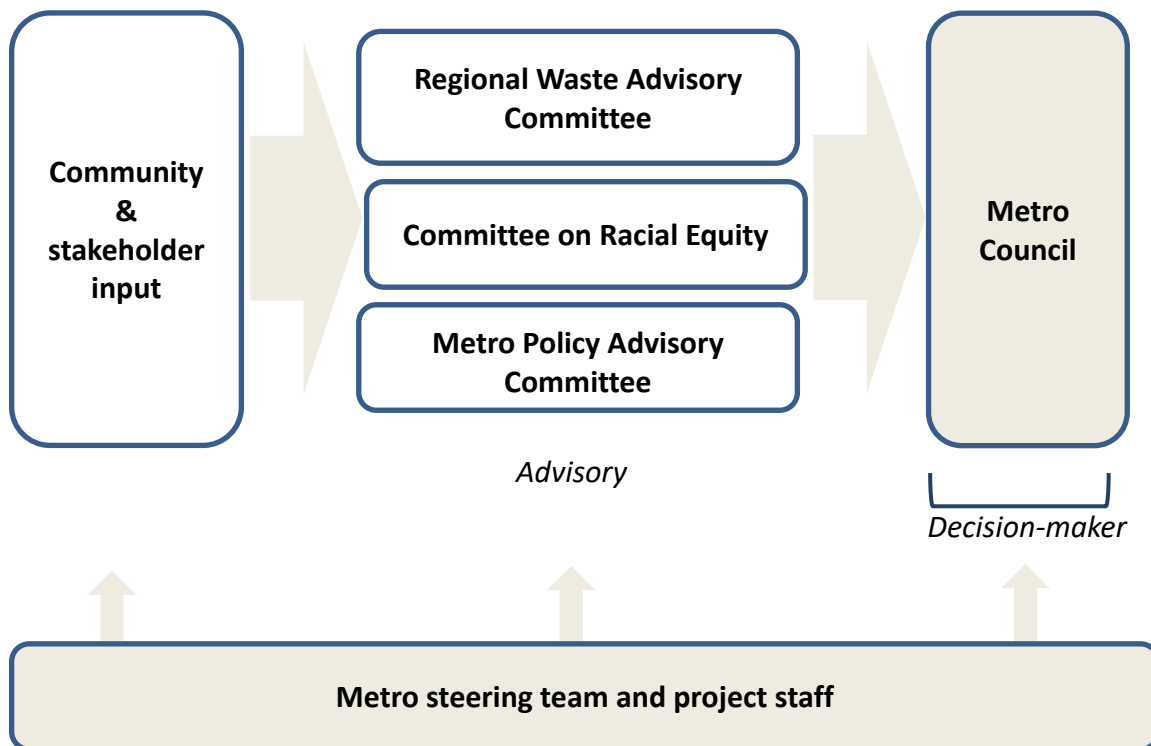 Community
&
stakeholder
input
Regional Waste Advisory
Committee
Committee on Racial Equity
Metro Policy Advisory
Committee
Advisory
Metro
Council
Decision-maker
Metro steering team and project staff